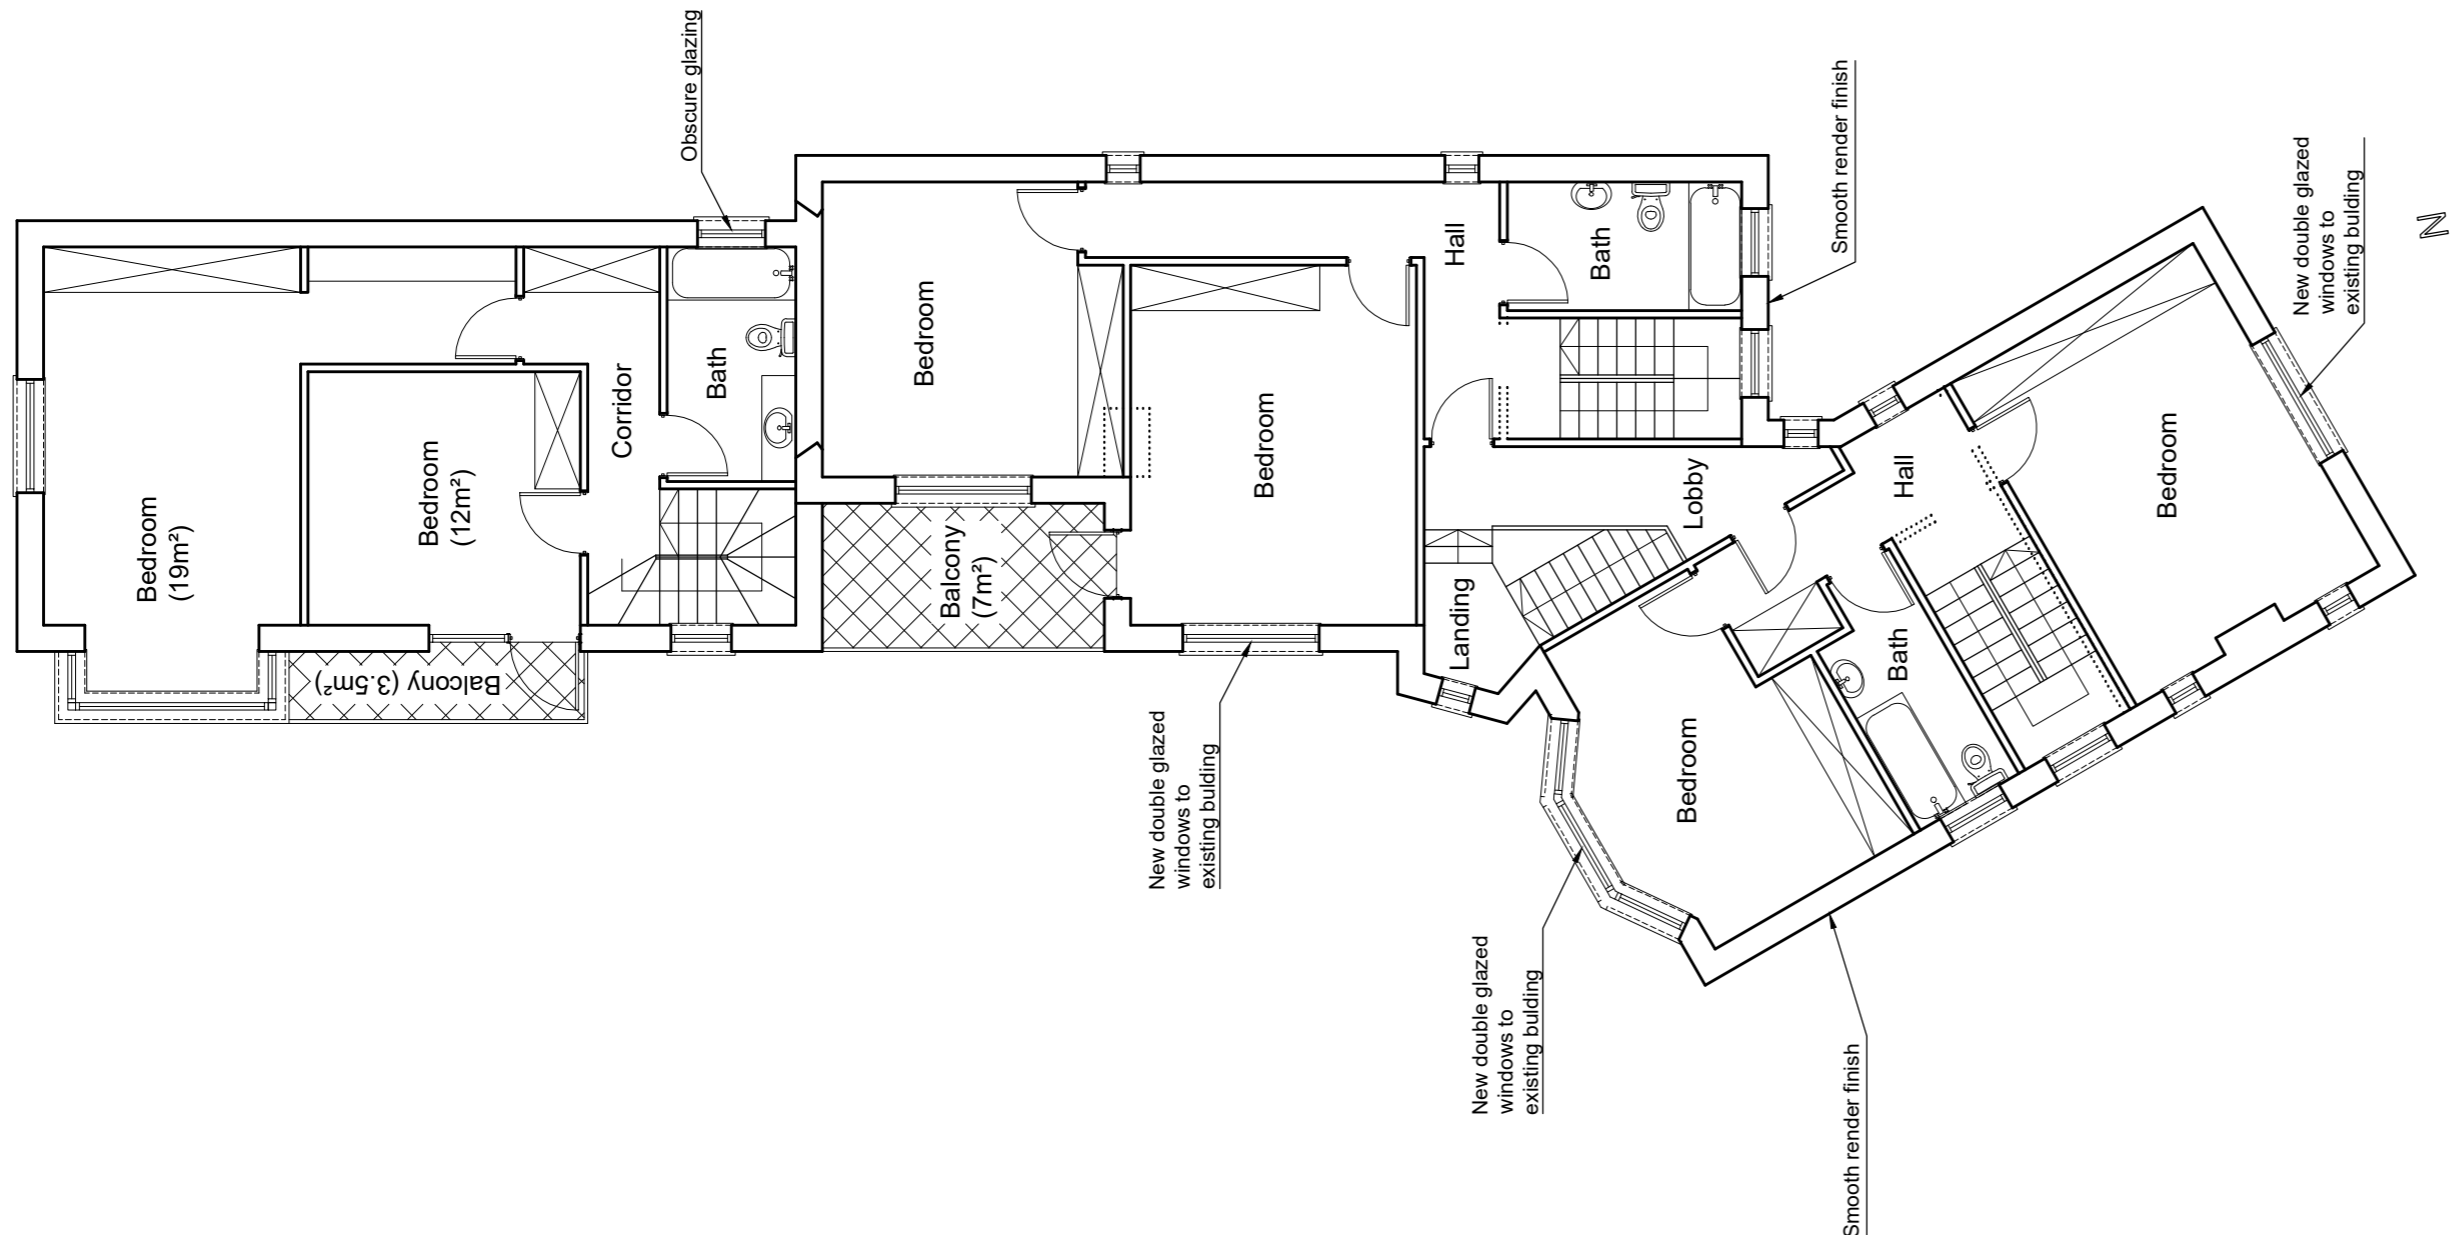 Obscure glazing
Smooth render finish
New double glazed
windows to
existing bulding
N
Bedroom
(19m²)
Bedroom
(12m²)
Corridor
Bath
Balcony (3.5m²)
Bedroom
Balcony
(7m²)
Bedroom
Hall
Bath
Landing
Lobby
Hall
Bedroom
Bath
Bedroom
New double glazed
windows to
existing bulding
New double glazed
windows to
existing bulding
Smooth render finish